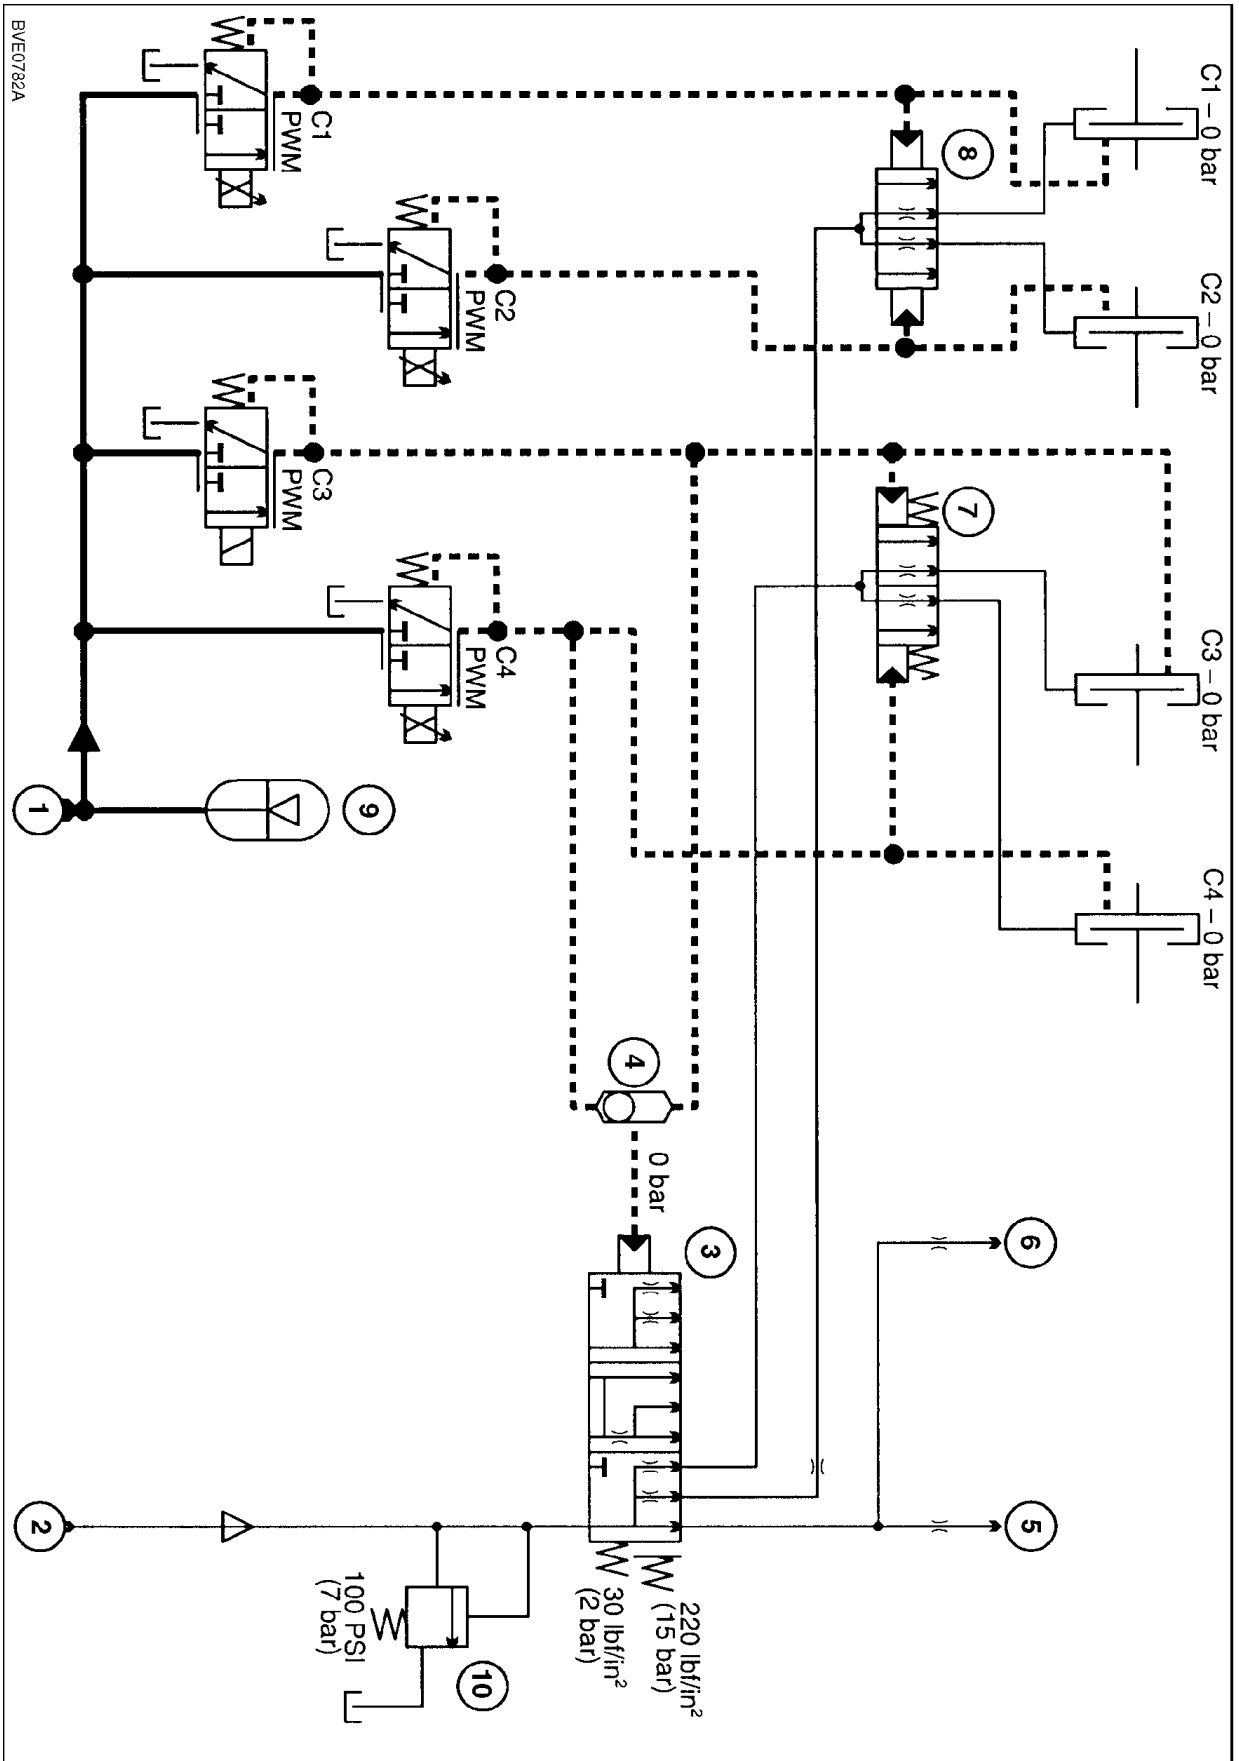 C1 – 0 bar
C2 – 0 bar
C3 – 0 bar
C4 – 0 bar
8
7
6
5
C1
PWM
C2
PWM
C3
PWM
C4
PWM
4
0 bar
3
220 lbf/in²
(15 bar)
30 lbf/in²
(2 bar)
9
10
100 PSI
(7 bar)
1
2
BVE0782A